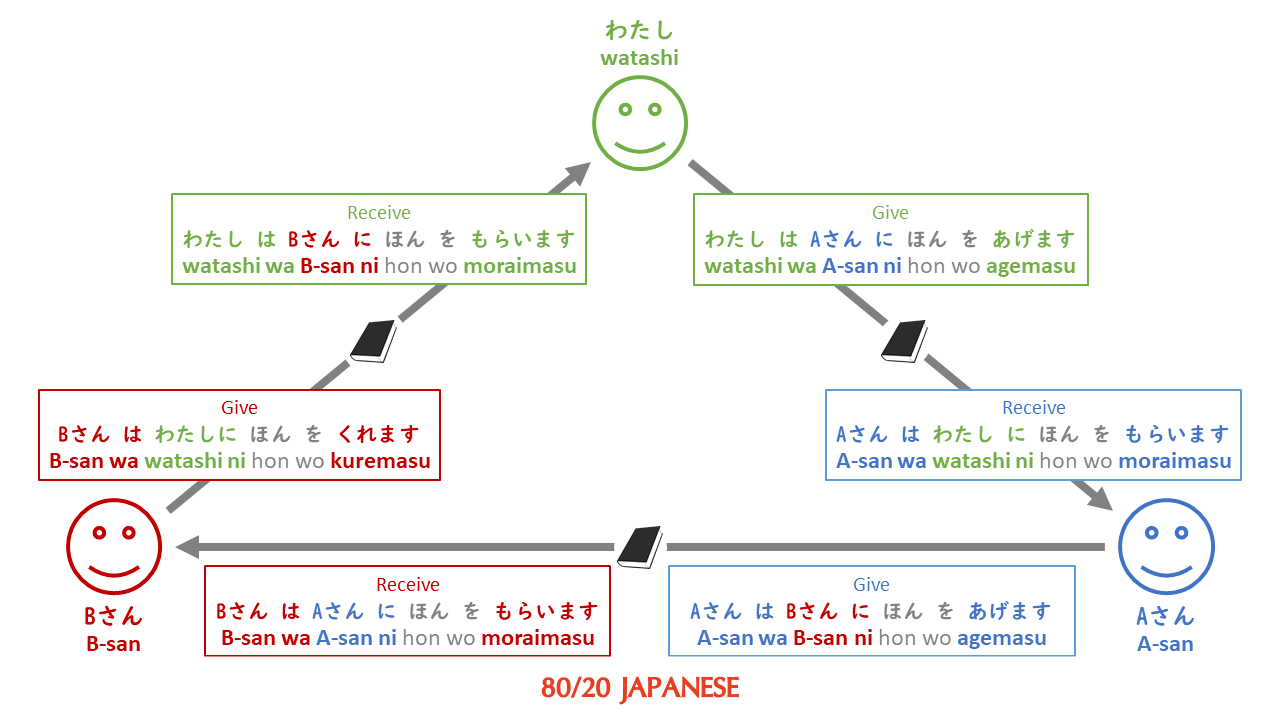 わたし
watashi
Receive
わたし は Bさん に ほん を もらいます
watashi wa B-san ni hon wo moraimasu
Give
わたし は Aさん に ほん を あげます
watashi wa A-san ni hon wo agemasu
Give
Bさん は わたしに ほん を くれます
B-san wa watashi ni hon wo kuremasu
Receive
Aさん は わたし に ほん を もらいます
A-san wa watashi ni hon wo moraimasu
Bさん
B-san
Receive
Bさん は Aさん に ほん を もらいます
B-san wa A-san ni hon wo moraimasu
Give
Aさん は Bさん に ほん を あげます
A-san wa B-san ni hon wo agemasu
Aさん
A-san
80/20 JAPANESE